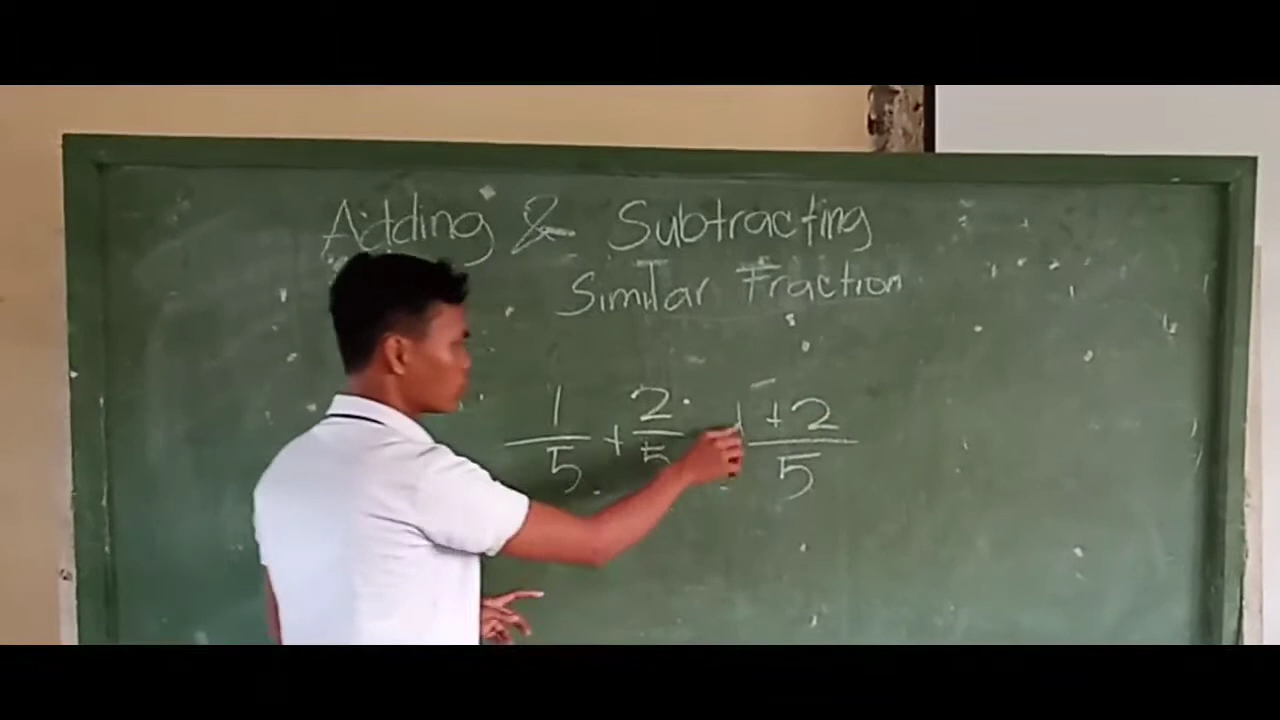 Adding & Subtracting
Similar Fraction
1/5 + 2/5 1+2/5